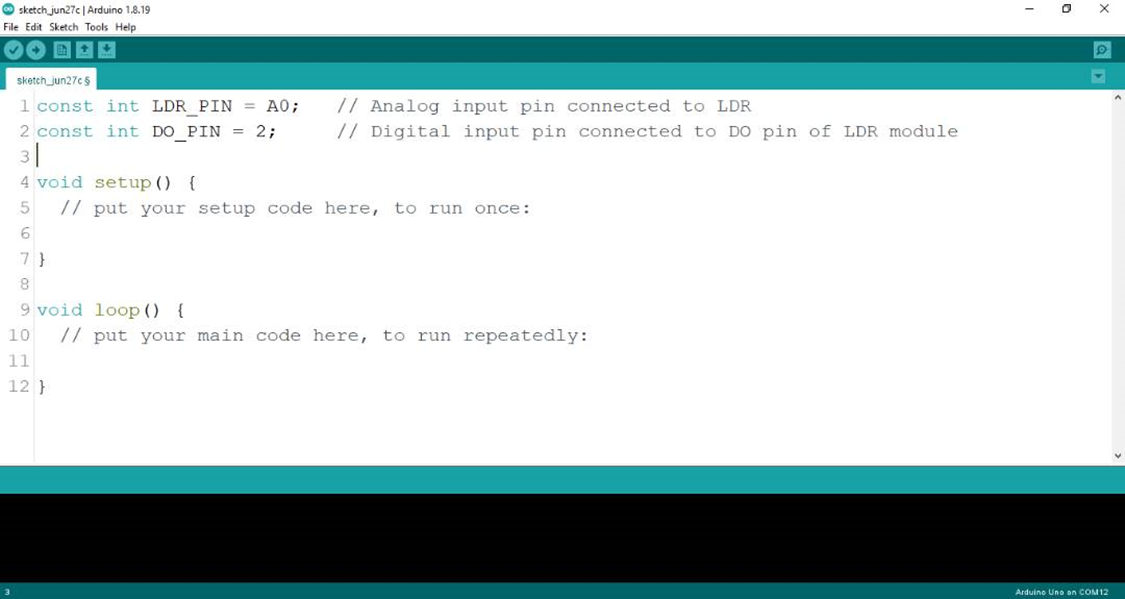 sketch_jun27c | Arduino 1.8.19
File Edit Sketch Tools Help
sketch_jun27c §
1 const int LDR_PIN = A0;   // Analog input pin connected to LDR
2 const int DO_PIN = 2;     // Digital input pin connected to DO pin of LDR module
3
4 void setup() {
5   // put your setup code here, to run once:
6
7 }
8
9 void loop() {
10   // put your main code here, to run repeatedly:
11
12 }
3
Arduino Uno on COM12